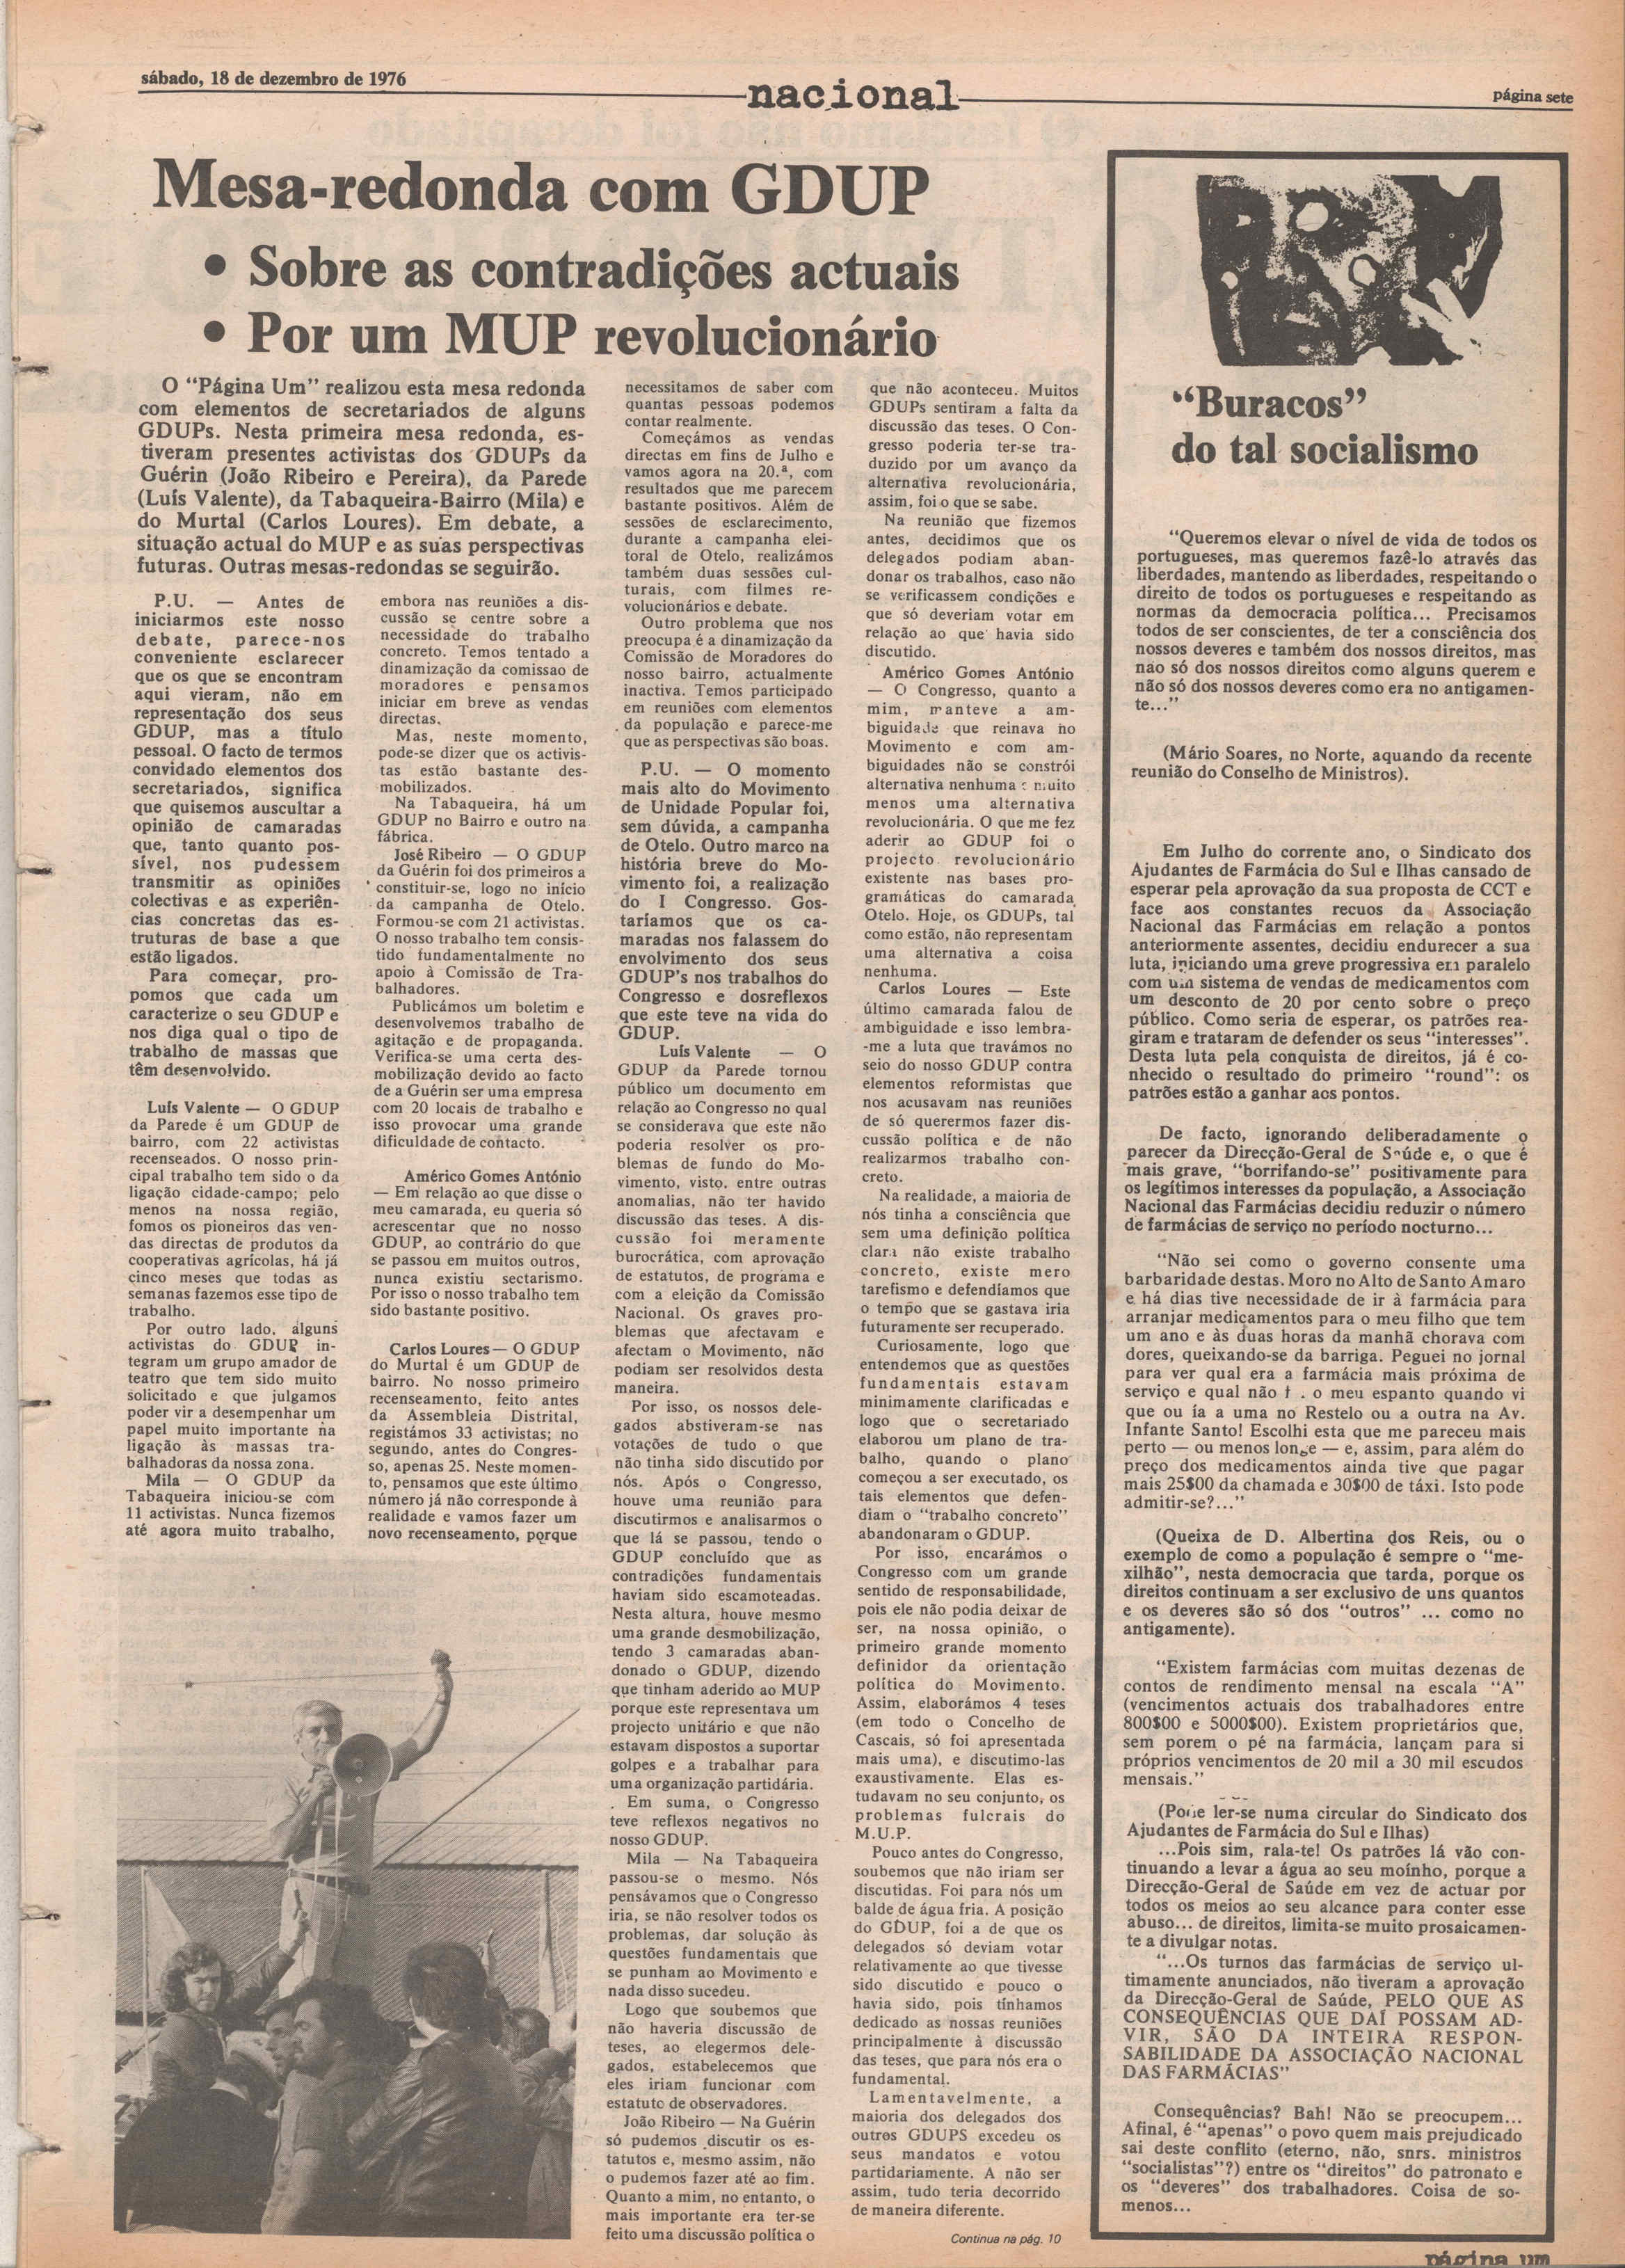 sábado, 18 de dezembro de 1976
nacional
página sete
Mesa-redonda com GDUP
• Sobre as contradições actuais
• Por um MUP revolucionário
O "Página Um" realizou esta mesa redonda
com elementos de secretariados de alguns
GDUPs. Nesta primeira mesa redonda, es-
tiveram presentes activistas dos GDUPs da
Guérin (João Ribeiro e Pereira), da Parede
(Luís Valente), da Tabaqueira-Bairro (Mila) e
do Murtal (Carlos Loures). Em debate, a
situação actual do MUP e as suas perspectivas
futuras. Outras mesas-redondas se seguirão.
P.U. — Antes de
iniciarmos este nosso
debate, parece-nos
conveniente esclarecer
que os que se encontram
aqui vieram, não em
representação dos seus
GDUP, mas a título
pessoal. O facto de termos
convidado elementos dos
secretariados, significa
que quisemos auscultar a
opinião de camaradas
que, tanto quanto pos-
sível, nos pudessem
transmitir as opiniões
colectivas e as experiên-
cias concretas das es-
truturas de base a que
estão ligados.
Para começar, pro-
pomos que cada um
caracterize o seu GDUP e
nos diga qual o tipo de
trabalho de massas que
têm desenvolvido.
Luís Valente — O GDUP
da Parede é um GDUP de
bairro, com 22 activistas
recenseados. O nosso prin-
cipal trabalho tem sido o da
ligação cidade-campo; pelo
menos na nossa região,
fomos os pioneiros das ven-
das directas de produtos da
cooperativas agrícolas, há já
cinco meses que todas as
semanas fazemos esse tipo de
trabalho.
Por outro lado, alguns
activistas do GDUP in-
tegram um grupo amador de
teatro que tem sido muito
solicitado e que julgamos
poder vir a desempenhar um
papel muito importante na
ligação às massas tra-
balhadoras da nossa zona.
Mila — O GDUP da
Tabaqueira iniciou-se com
11 activistas. Nunca fizemos
até agora muito trabalho,
embora nas reuniões a dis-
cussão se centre sobre a
necessidade do trabalho
concreto. Temos tentado a
dinamização da comissao de
moradores e pensamos
iniciar em breve as vendas
directas.
Mas, neste momento,
pode-se dizer que os activis-
tas estão bastante des-
mobilizados.
Na Tabaqueira, há um
GDUP no Bairro e outro na
fábrica.
José Ribeiro — O GDUP
da Guérin foi dos primeiros a
constituir-se, logo no início
da campanha de Otelo.
Formou-se com 21 activistas.
O nosso trabalho tem consis-
tido fundamentalmente no
apoio à Comissão de Tra-
balhadores.
Publicámos um boletim e
desenvolvemos trabalho de
agitação e de propaganda.
Verifica-se uma certa des-
mobilização devido ao facto
de a Guérin ser uma empresa
com 20 locais de trabalho e
isso provocar uma grande
dificuldade de contacto.
Américo Gomes António
— Em relação ao que disse o
meu camarada, eu queria só
acrescentar que no nosso
GDUP, ao contrário do que
se passou em muitos outros,
nunca existiu sectarismo.
Por isso o nosso trabalho tem
sido bastante positivo.
Carlos Loures — O GDUP
do Murtal é um GDUP de
bairro. No nosso primeiro
recenseamento, feito antes
da Assembleia Distrital,
registámos 33 activistas; no
segundo, antes do Congres-
so, apenas 25. Neste momen-
to, pensamos que este último
número já não corresponde à
realidade e vamos fazer um
novo recenseamento, porque
necessitamos de saber com
quantas pessoas podemos
contar realmente.
Começámos as vendas
directas em fins de Julho e
vamos agora na 20.ª, com
resultados que me parecem
bastante positivos. Além de
sessões de esclarecimento,
durante a campanha elei-
toral de Otelo, realizámos
também duas sessões cul-
turais, com filmes re-
volucionários e debate.
Outro problema que nos
preocupa é a dinamização da
Comissão de Moradores do
nosso bairro, actualmente
inactiva. Temos participado
em reuniões com elementos
da população e parece-me
que as perspectivas são boas.
P.U. — O momento
mais alto do Movimento
de Unidade Popular foi,
sem dúvida, a campanha
de Otelo. Outro marco na
história breve do Mo-
vimento foi, a realização
do I Congresso. Gos-
taríamos que os ca-
maradas nos falassem do
envolvimento dos seus
GDUP's nos trabalhos do
Congresso e dosreflexos
que este teve na vida do
GDUP.
Luís Valente — O
GDUP da Parede tornou
público um documento em
relação ao Congresso no qual
se considerava que este não
poderia resolver os pro-
blemas de fundo do Mo-
vimento, visto, entre outras
anomalias, não ter havido
discussão das teses. A dis-
cussão foi meramente
burocrática, com aprovação
de estatutos, de programa e
com a eleição da Comissão
Nacional. Os graves pro-
blemas que afectavam e
afectam o Movimento, não
podiam ser resolvidos desta
maneira.
Por isso, os nossos dele-
gados abstiveram-se nas
votações de tudo o que
não tinha sido discutido por
nós. Após o Congresso,
houve uma reunião para
discutirmos e analisarmos o
que lá se passou, tendo o
GDUP concluído que as
contradições fundamentais
haviam sido escamoteadas.
Nesta altura, houve mesmo
uma grande desmobilização,
tendo 3 camaradas aban-
donado o GDUP, dizendo
que tinham aderido ao MUP
porque este representava um
projecto unitário e que não
estavam dispostos a suportar
golpes e a trabalhar para
uma organização partidária.
Em suma, o Congresso
teve reflexos negativos no
nosso GDUP.
Mila — Na Tabaqueira
passou-se o mesmo. Nós
pensávamos que o Congresso
iria, se não resolver todos os
problemas, dar solução às
questões fundamentais que
se punham ao Movimento e
nada disso sucedeu.
Logo que soubemos que
não haveria discussão de
teses, ao elegermos dele-
gados, estabelecemos que
eles iriam funcionar com
estatuto de observadores.
João Ribeiro — Na Guérin
só pudemos discutir os es-
tatutos e, mesmo assim, não
o pudemos fazer até ao fim.
Quanto a mim, no entanto, o
mais importante era ter-se
feito uma discussão política o
que não aconteceu. Muitos
GDUPs sentiram a falta da
discussão das teses. O Con-
gresso poderia ter-se tra-
duzido por um avanço da
alternativa revolucionária,
assim, foi o que se sabe.
Na reunião que fizemos
antes, decidimos que os
delegados podiam aban-
donar os trabalhos, caso não
se verificassem condições e
que só deveriam votar em
relação ao que havia sido
discutido.
Américo Gomes António
— O Congresso, quanto a
mim, manteve a am-
biguidade que reinava no
Movimento e com am-
biguidades não se constrói
alternativa nenhuma e muito
menos uma alternativa
revolucionária. O que me fez
aderir ao GDUP foi o
projecto revolucionário
existente nas bases pro-
gramáticas do camarada
Otelo. Hoje, os GDUPs, tal
como estão, não representam
uma alternativa a coisa
nenhuma.
Carlos Loures — Este
último camarada falou de
ambiguidade e isso lembra-
-me a luta que travámos no
seio do nosso GDUP contra
elementos reformistas que
nos acusavam nas reuniões
de só querermos fazer dis-
cussão política e de não
realizarmos trabalho con-
creto.
Na realidade, a maioria de
nós tinha a consciência que
sem uma definição política
clara não existe trabalho
concreto, existe mero
tarefismo e defendíamos que
o tempo que se gastava iria
futuramente ser recuperado.
Curiosamente, logo que
entendemos que as questões
fundamentais estavam
minimamente clarificadas e
logo que o secretariado
elaborou um plano de tra-
balho, quando o plano
começou a ser executado, os
tais elementos que defen-
diam o "trabalho concreto"
abandonaram o GDUP.
Por isso, encarámos o
Congresso com um grande
sentido de responsabilidade,
pois ele não podia deixar de
ser, na nossa opinião, o
primeiro grande momento
definidor da orientação
política do Movimento.
Assim, elaborámos 4 teses
(em todo o Concelho de
Cascais, só foi apresentada
mais uma), e discutimo-las
exaustivamente. Elas es-
tudavam no seu conjunto, os
problemas fulcrais do
M.U.P.
Pouco antes do Congresso,
soubemos que não iriam ser
discutidas. Foi para nós um
balde de água fria. A posição
do GDUP, foi a de que os
delegados só deviam votar
relativamente ao que tivesse
sido discutido e pouco o
havia sido, pois tínhamos
dedicado as nossas reuniões
principalmente à discussão
das teses, que para nós era o
fundamental.
Lamentavelmente, a
maioria dos delegados dos
outros GDUPS excedeu os
seus mandatos e votou
partidariamente. A não ser
assim, tudo teria decorrido
de maneira diferente.
Continua na pág. 10
"Buracos"
do tal socialismo
"Queremos elevar o nível de vida de todos os
portugueses, mas queremos fazê-lo através das
liberdades, mantendo as liberdades, respeitando o
direito de todos os portugueses e respeitando as
normas da democracia política... Precisamos
todos de ser conscientes, de ter a consciência dos
nossos deveres e também dos nossos direitos, mas
não só dos nossos direitos como alguns querem e
não só dos nossos deveres como era no antigamen-
te..."
(Mário Soares, no Norte, aquando da recente
reunião do Conselho de Ministros).
Em Julho do corrente ano, o Sindicato dos
Ajudantes de Farmácia do Sul e Ilhas cansado de
esperar pela aprovação da sua proposta de CCT e
face aos constantes recuos da Associação
Nacional das Farmácias em relação a pontos
anteriormente assentes, decidiu endurecer a sua
luta, iniciando uma greve progressiva em paralelo
com um sistema de vendas de medicamentos com
um desconto de 20 por cento sobre o preço
público. Como seria de esperar, os patrões rea-
giram e trataram de defender os seus "interesses".
Desta luta pela conquista de direitos, já é co-
nhecido o resultado do primeiro "round": os
patrões estão a ganhar aos pontos.
De facto, ignorando deliberadamente o
parecer da Direcção-Geral de Saúde e, o que é
mais grave, "borrifando-se" positivamente para
os legítimos interesses da população, a Associação
Nacional das Farmácias decidiu reduzir o número
de farmácias de serviço no período nocturno...
"Não sei como o governo consente uma
barbaridade destas. Moro no Alto de Santo Amaro
e há dias tive necessidade de ir à farmácia para
arranjar medicamentos para o meu filho que tem
um ano e às duas horas da manhã chorava com
dores, queixando-se da barriga. Peguei no jornal
para ver qual era a farmácia mais próxima de
serviço e qual não o meu espanto quando vi
que ou ía a uma no Restelo ou a outra na Av.
Infante Santo! Escolhi esta que me pareceu mais
perto — ou menos longe — e, assim, para além do
preço dos medicamentos ainda tive que pagar
mais 25$00 da chamada e 30$00 de táxi. Isto pode
admitir-se?..."
(Queixa de D. Albertina dos Reis, ou o
exemplo de como a população é sempre o "me-
xilhão", nesta democracia que tarda, porque os
direitos continuam a ser exclusivo de uns quantos
e os deveres são só dos "outros" ... como no
antigamente).
"Existem farmácias com muitas dezenas de
contos de rendimento mensal na escala "A"
(vencimentos actuais dos trabalhadores entre
800$00 e 5000$00). Existem proprietários que,
sem porem o pé na farmácia, lançam para si
próprios vencimentos de 20 mil a 30 mil escudos
mensais."
(Pode ler-se numa circular do Sindicato dos
Ajudantes de Farmácia do Sul e Ilhas)
...Pois sim, rala-te! Os patrões lá vão con-
tinuando a levar a água ao seu moínho, porque a
Direcção-Geral de Saúde em vez de actuar por
todos os meios ao seu alcance para conter esse
abuso... de direitos, limita-se muito prosaicamen-
te a divulgar notas.
"...Os turnos das farmácias de serviço ul-
timamente anunciados, não tiveram a aprovação
da Direcção-Geral de Saúde, PELO QUE AS
CONSEQUÊNCIAS QUE DAÍ POSSAM AD-
VIR, SÃO DA INTEIRA RESPON-
SABILIDADE DA ASSOCIAÇÃO NACIONAL
DAS FARMÁCIAS"
Consequências? Bah! Não se preocupem...
Afinal, é "apenas" o povo quem mais prejudicado
sai deste conflito (eterno, não, snrs. ministros
"socialistas"?) entre os "direitos" do patronato e
os "deveres" dos trabalhadores. Coisa de so-
menos...
página um